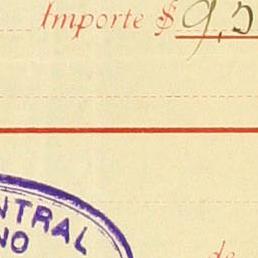 Importe $ 9,5
NTRAL
NO
de